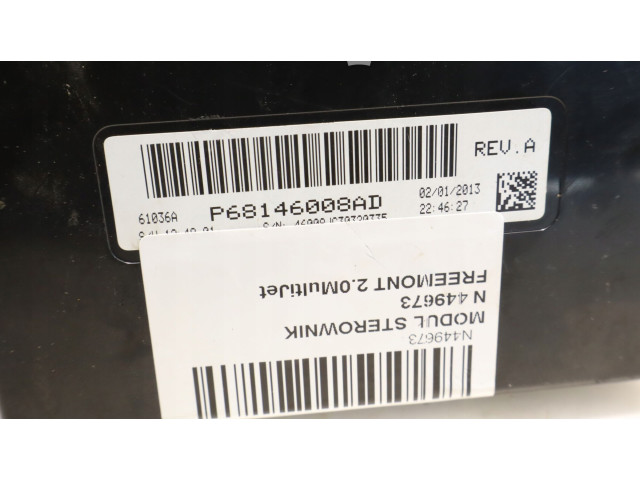 REV.A
61036A P68146008AD 02/01/2013
22:46:27
S/N:
N449673
MODUL STEROWNIK
N 449673
FREEMONT 2.0MultiJet